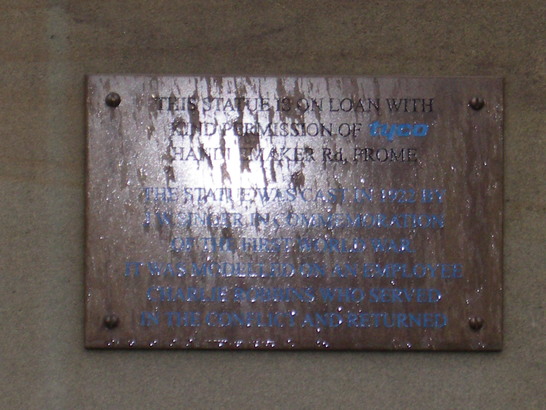 THIS STATUE IS ON LOAN WITH
KIND PERMISSION OF tyco
HANDLEMAKER Rd, FROME
THE STATUE WAS CAST IN 1922 BY
J W SINGER IN COMMEMORATION
OF THE FIRST WORLD WAR.
IT WAS MODELLED ON AN EMPLOYEE
CHARLIE ROBBINS WHO SERVED
IN THE CONFLICT AND RETURNED